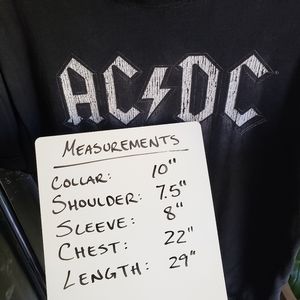 AC⚡DC
MEASUREMENTS
COLLAR: 10"
SHOULDER: 7.5"
SLEEVE: 8"
CHEST: 22"
LENGTH: 29"